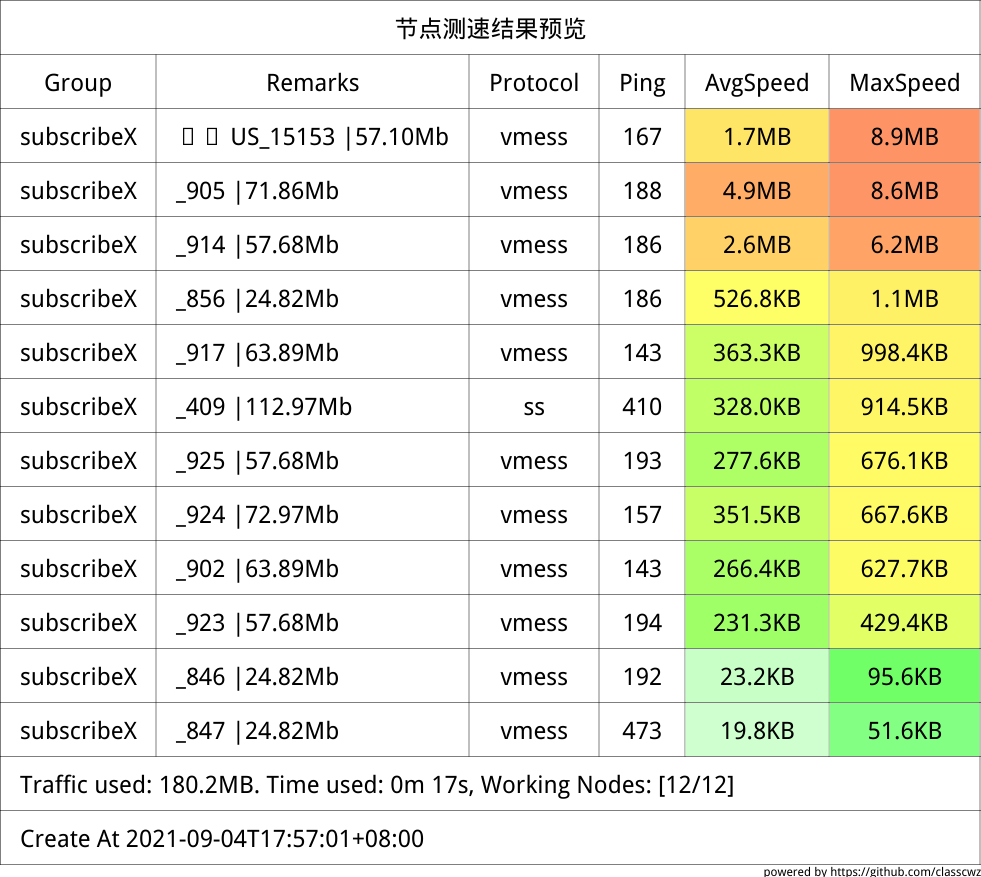 节点测速结果预览
Group Remarks Protocol Ping AvgSpeed MaxSpeed
subscribeX US_15153 |57.10Mb vmess 167 1.7MB 8.9MB
subscribeX _905 |71.86Mb vmess 188 4.9MB 8.6MB
subscribeX _914 |57.68Mb vmess 186 2.6MB 6.2MB
subscribeX _856 |24.82Mb vmess 186 526.8KB 1.1MB
subscribeX _917 |63.89Mb vmess 143 363.3KB 998.4KB
subscribeX _409 |112.97Mb ss 410 328.0KB 914.5KB
subscribeX _925 |57.68Mb vmess 193 277.6KB 676.1KB
subscribeX _924 |72.97Mb vmess 157 351.5KB 667.6KB
subscribeX _902 |63.89Mb vmess 143 266.4KB 627.7KB
subscribeX _923 |57.68Mb vmess 194 231.3KB 429.4KB
subscribeX _846 |24.82Mb vmess 192 23.2KB 95.6KB
subscribeX _847 |24.82Mb vmess 473 19.8KB 51.6KB
Traffic used: 180.2MB. Time used: 0m 17s, Working Nodes: [12/12]
Create At 2021-09-04T17:57:01+08:00
powered by https://github.com/classcwz